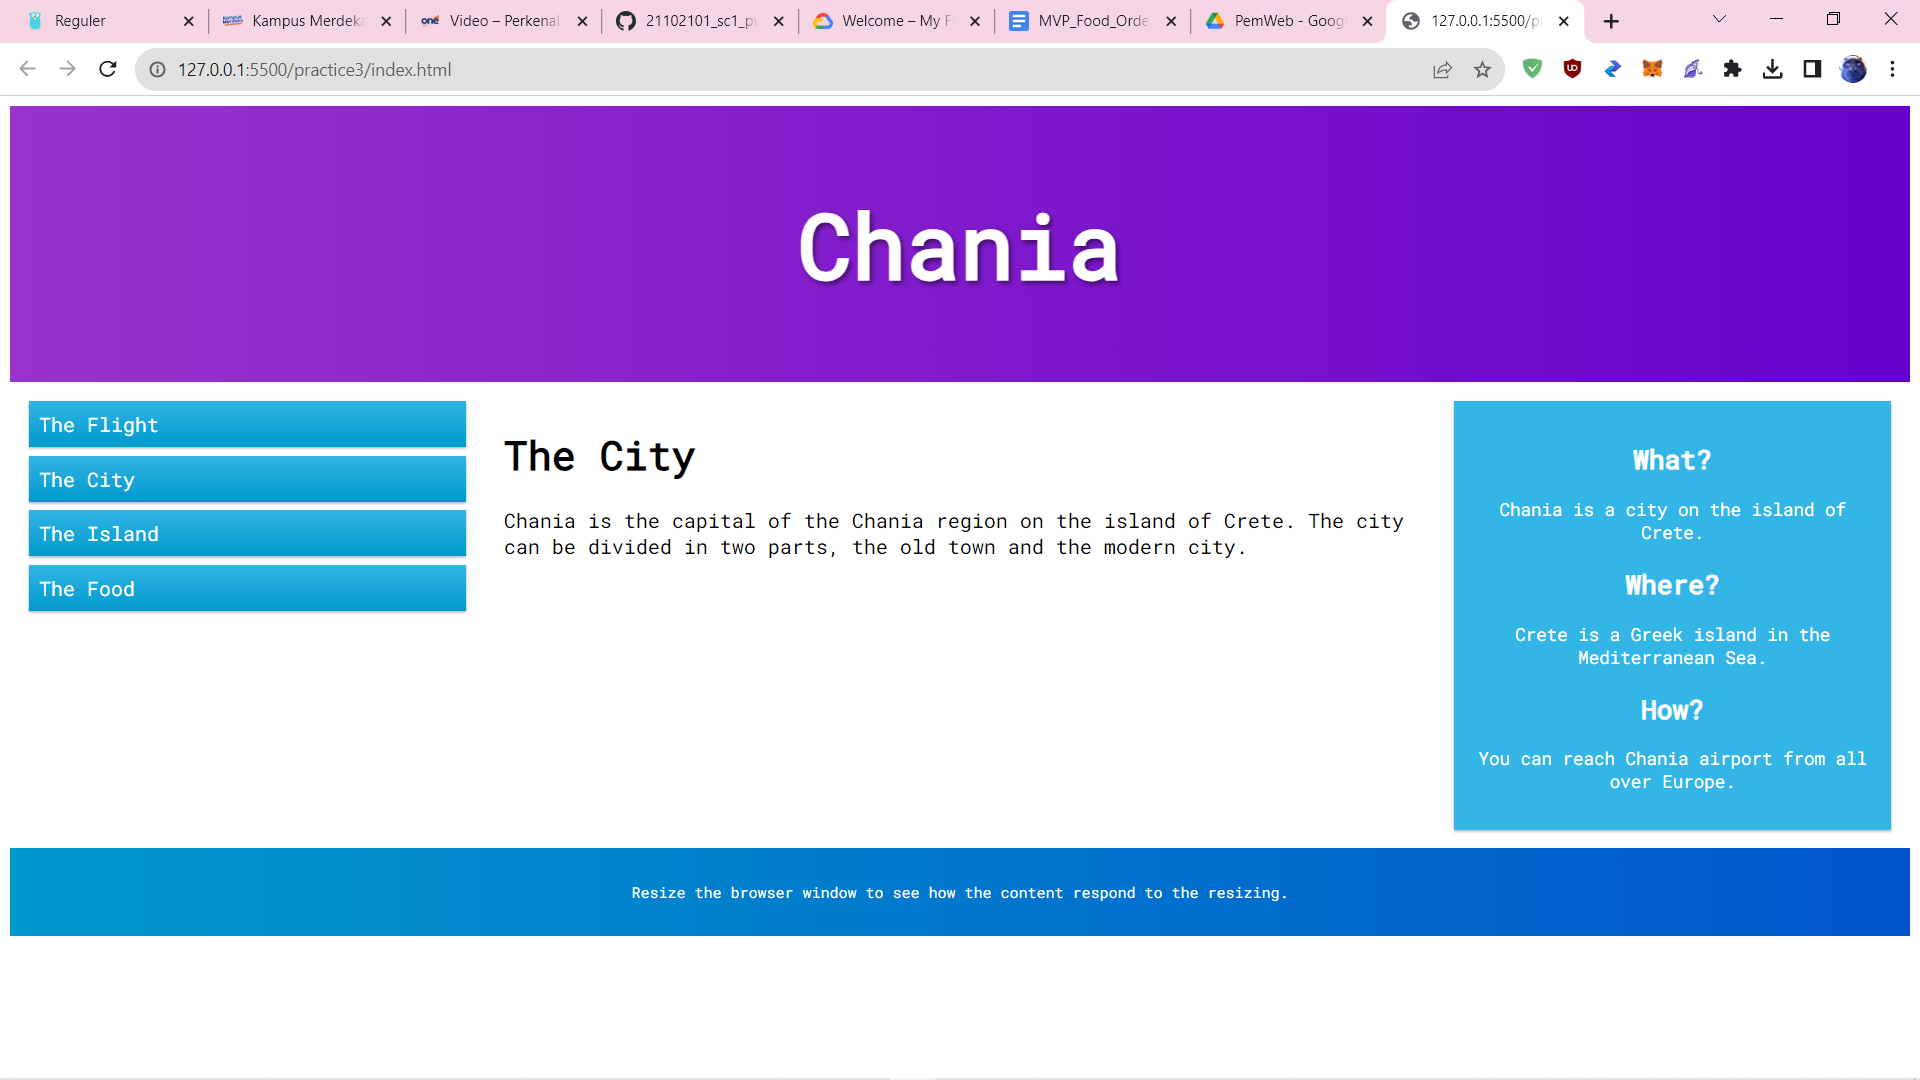 Reguler
Kampus Merdeka
Video – Perkenal
21102101_sc1_pw
Welcome – My Fi
MVP_Food_Orde
PemWeb - Googl
127.0.0.1:5500/pr
127.0.0.1:5500/practice3/index.html
Chania
The Flight
The City
The Island
The Food
The City
Chania is the capital of the Chania region on the island of Crete. The city
can be divided in two parts, the old town and the modern city.
What?
Chania is a city on the island of
Crete.
Where?
Crete is a Greek island in the
Mediterranean Sea.
How?
You can reach Chania airport from all
over Europe.
Resize the browser window to see how the content respond to the resizing.